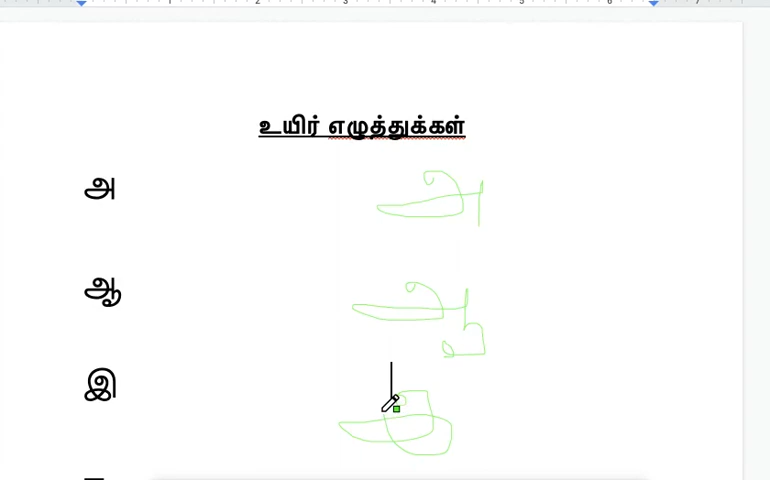 உயிர் எழுத்துக்கள்
அ அ
ஆ ஆ
இ இ